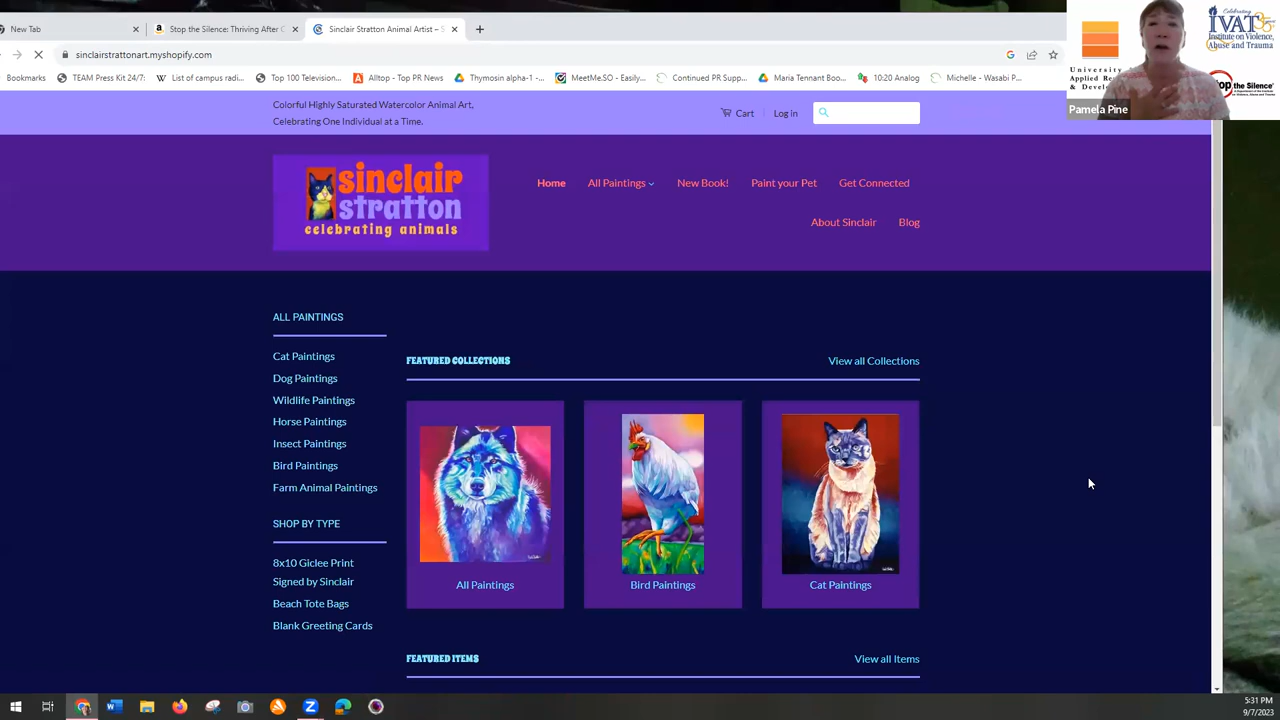 New Tab
Stop the Silence: Thriving After C
Sinclair Stratton Animal Artist – S
sinclairstrattonart.myshopify.com
Bookmarks
TEAM Press Kit 24/7:
List of campus radi...
Top 100 Television...
Alltop - Top PR News
Thymosin alpha-1 -...
MeetMe.SO - Easily...
Continued PR Supp...
Maria Tennant Boo...
10:20 Analog
Michelle - Wasabi P...
Celebrating
IVAT
Institute on Violence,
Abuse and Trauma
Pamela Pine
Colorful Highly Saturated Watercolor Animal Art,
Celebrating One Individual at a Time.
Cart
Log in
sinclair
stratton
celebrating animals
Home
All Paintings
New Book!
Paint your Pet
Get Connected
About Sinclair
Blog
ALL PAINTINGS
Cat Paintings
Dog Paintings
Wildlife Paintings
Horse Paintings
Insect Paintings
Bird Paintings
Farm Animal Paintings
SHOP BY TYPE
8x10 Giclee Print
Signed by Sinclair
Beach Tote Bags
Blank Greeting Cards
FEATURED COLLECTIONS
View all Collections
All Paintings
Bird Paintings
Cat Paintings
FEATURED ITEMS
View all Items
5:31 PM
9/7/2023